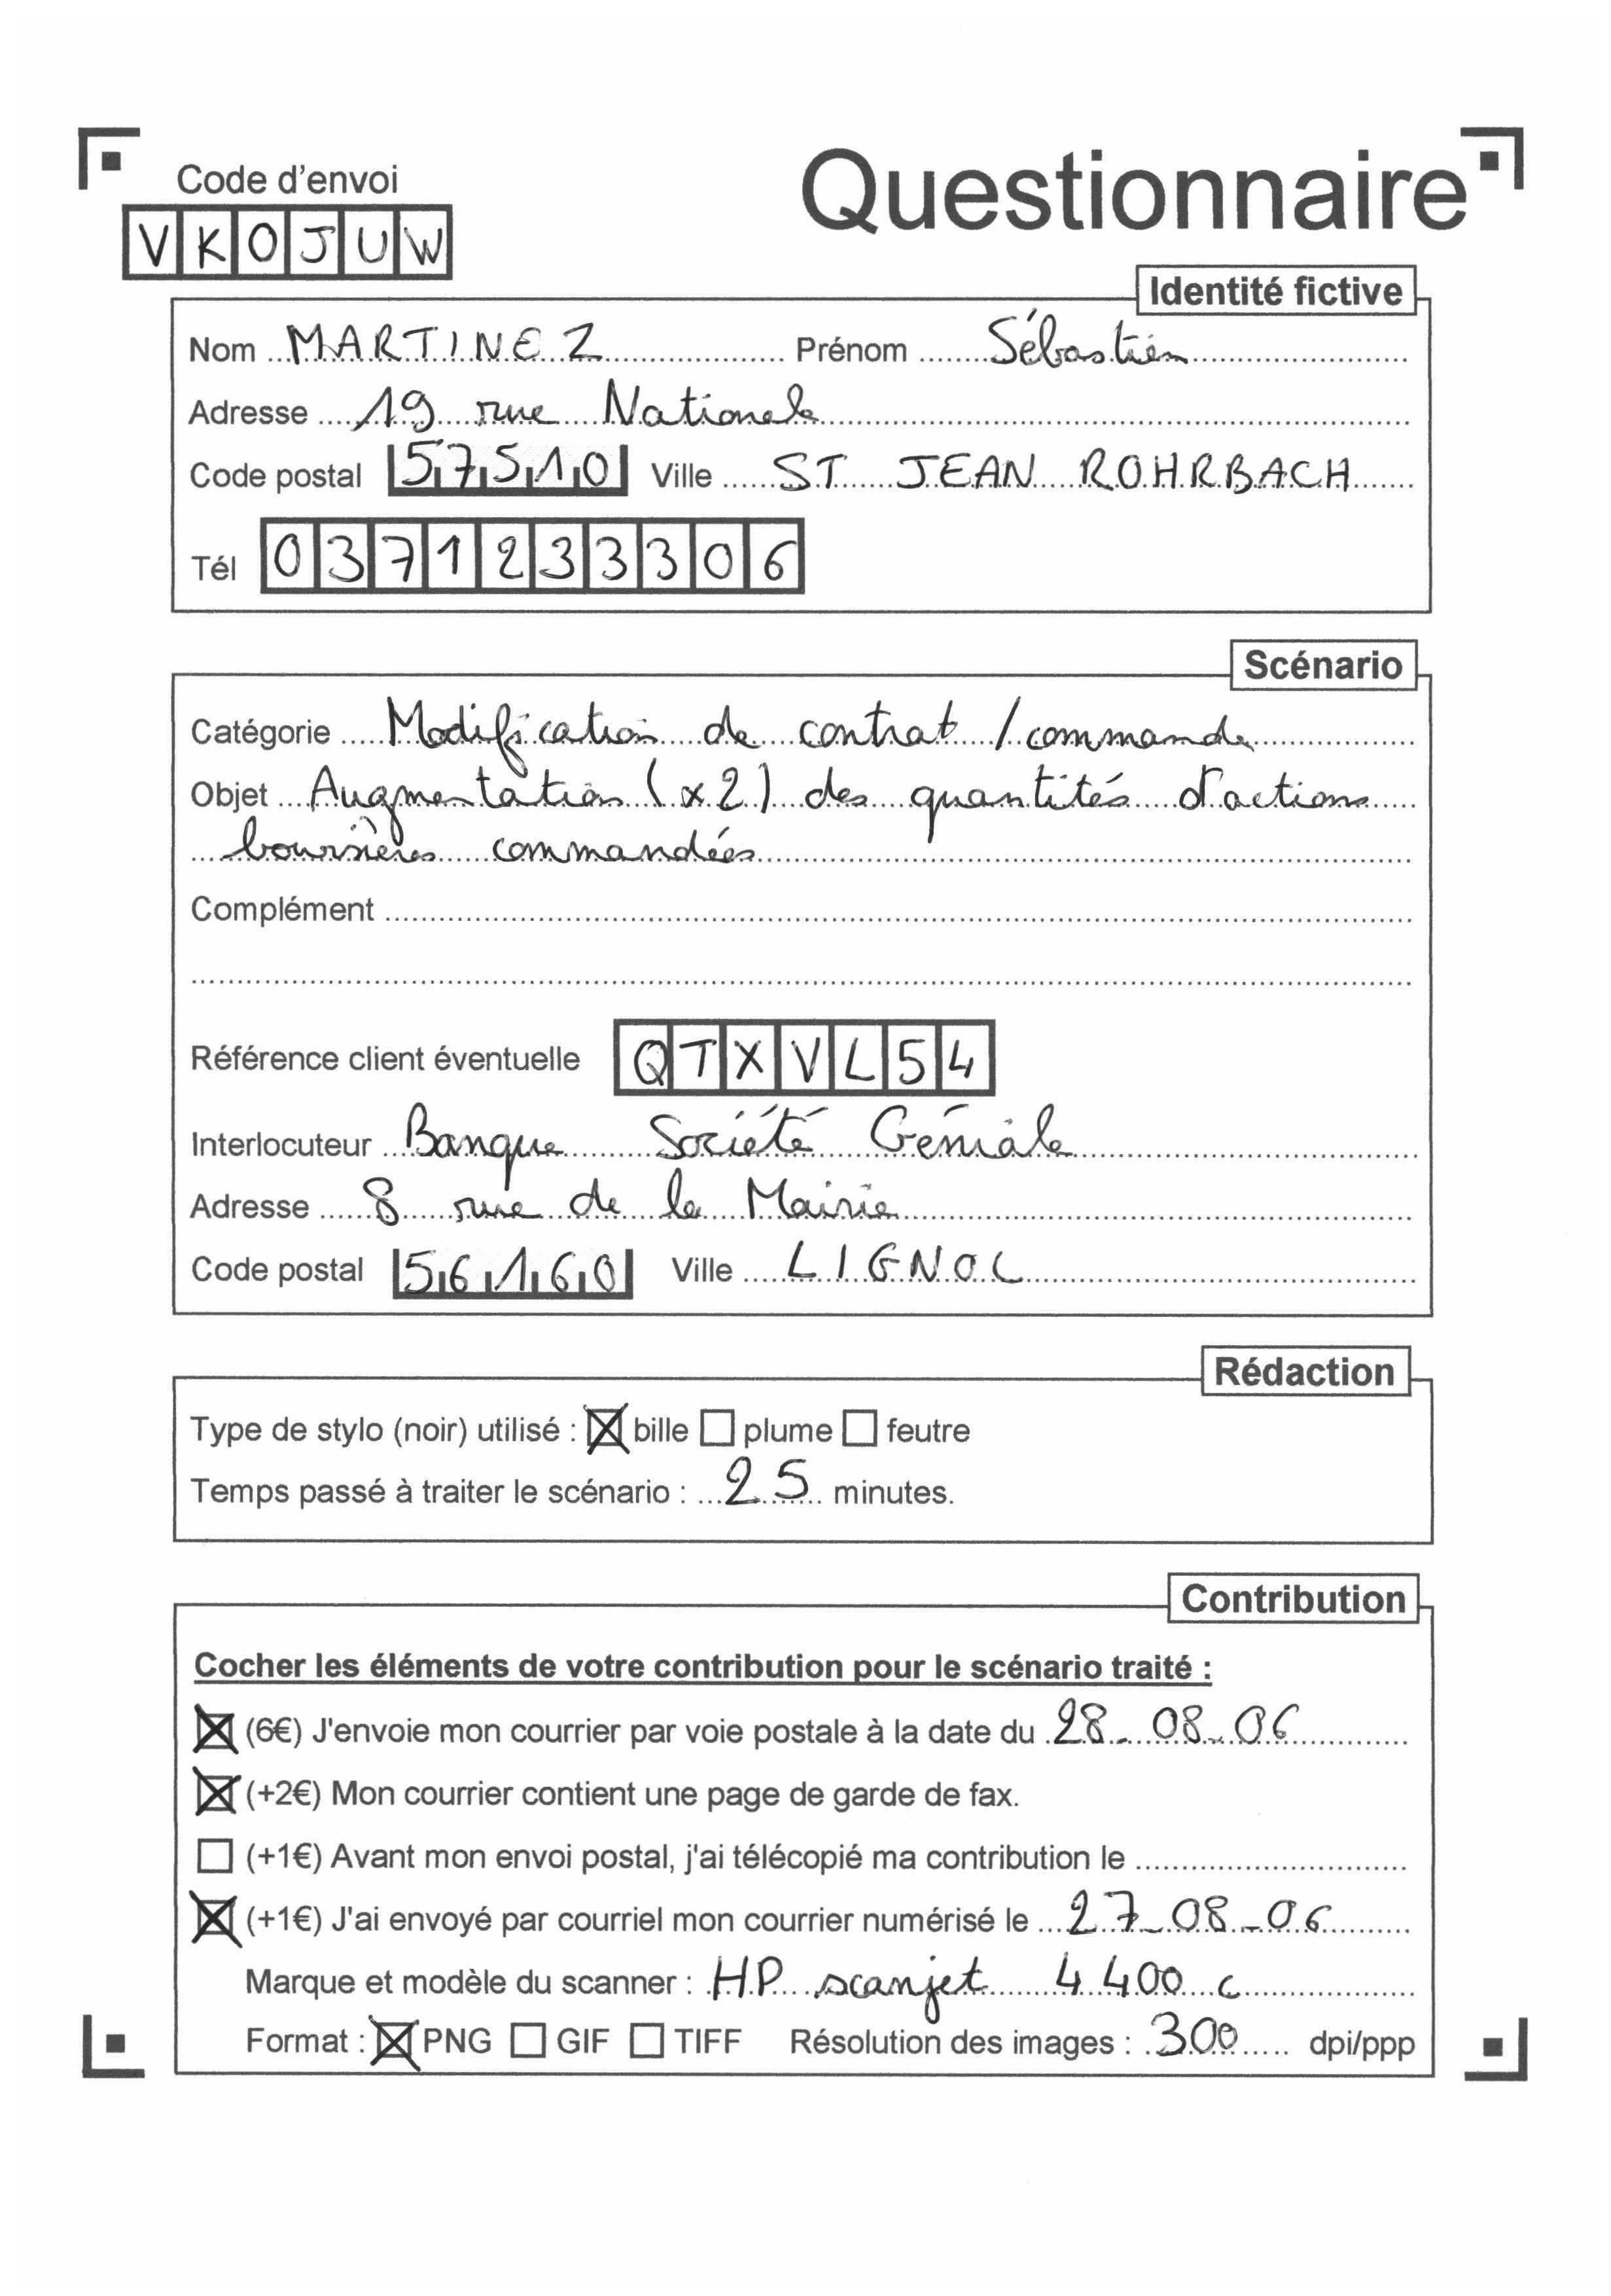 Code d'envoi
Questionnaire
VKOJUW
Identité fictive
Nom MARTINEZ Prénom Sébastien
Adresse 19 rue Nationale
Code postal 57510 Ville ST JEAN ROHRBACH
Tél 0371233306
Scénario
Catégorie Modification de contrat / commande
Objet Augmentation (x2) des quantités d'actions
boursières commandées
Complément
Référence client éventuelle QTXVL54
Interlocuteur Banque Société Géniale
Adresse 8 rue de la Mairie
Code postal 56160 Ville LIGNOL
Rédaction
Type de stylo (noir) utilisé : ☒ bille ☐ plume ☐ feutre
Temps passé à traiter le scénario : 25 minutes.
Contribution
Cocher les éléments de votre contribution pour le scénario traité :
☒ (6€) J'envoie mon courrier par voie postale à la date du 28-08-06
☒ (+2€) Mon courrier contient une page de garde de fax.
☐ (+1€) Avant mon envoi postal, j'ai télécopié ma contribution le
☒ (+1€) J'ai envoyé par courriel mon courrier numérisé le 27-08-06
Marque et modèle du scanner : HP scanjet 4400 c
Format : ☒ PNG ☐ GIF ☐ TIFF Résolution des images : 300 dpi/ppp